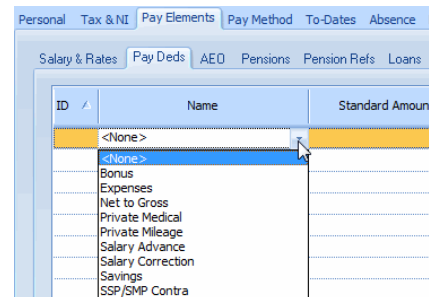 Personal Tax & NI Pay Elements Pay Method To-Dates Absence
Salary & Rates Pay Deds AEO Pensions Pension Refs Loans
ID Name Standard Amoun
<None>
<None>
Bonus
Expenses
Net to Gross
Private Medical
Private Mileage
Salary Advance
Salary Correction
Savings
SSP/SMP Contra